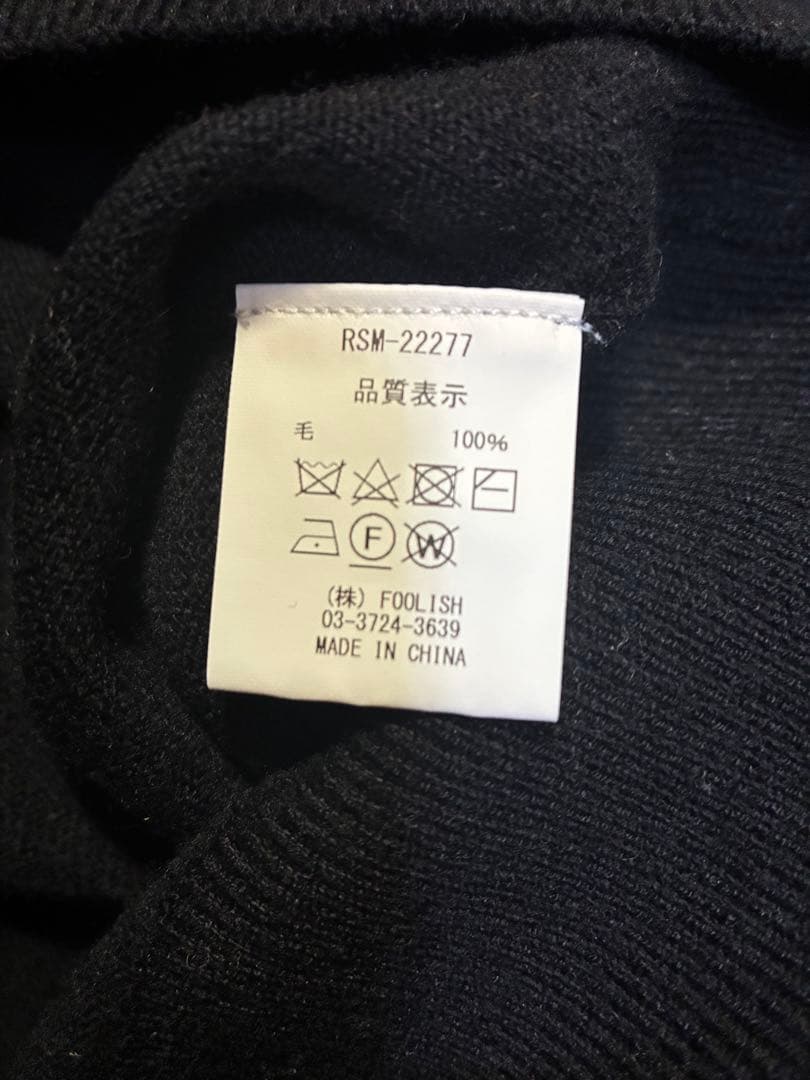 RSM-22277
品質表示
毛 100%
F W
(株) FOOLISH
03-3724-3639
MADE IN CHINA